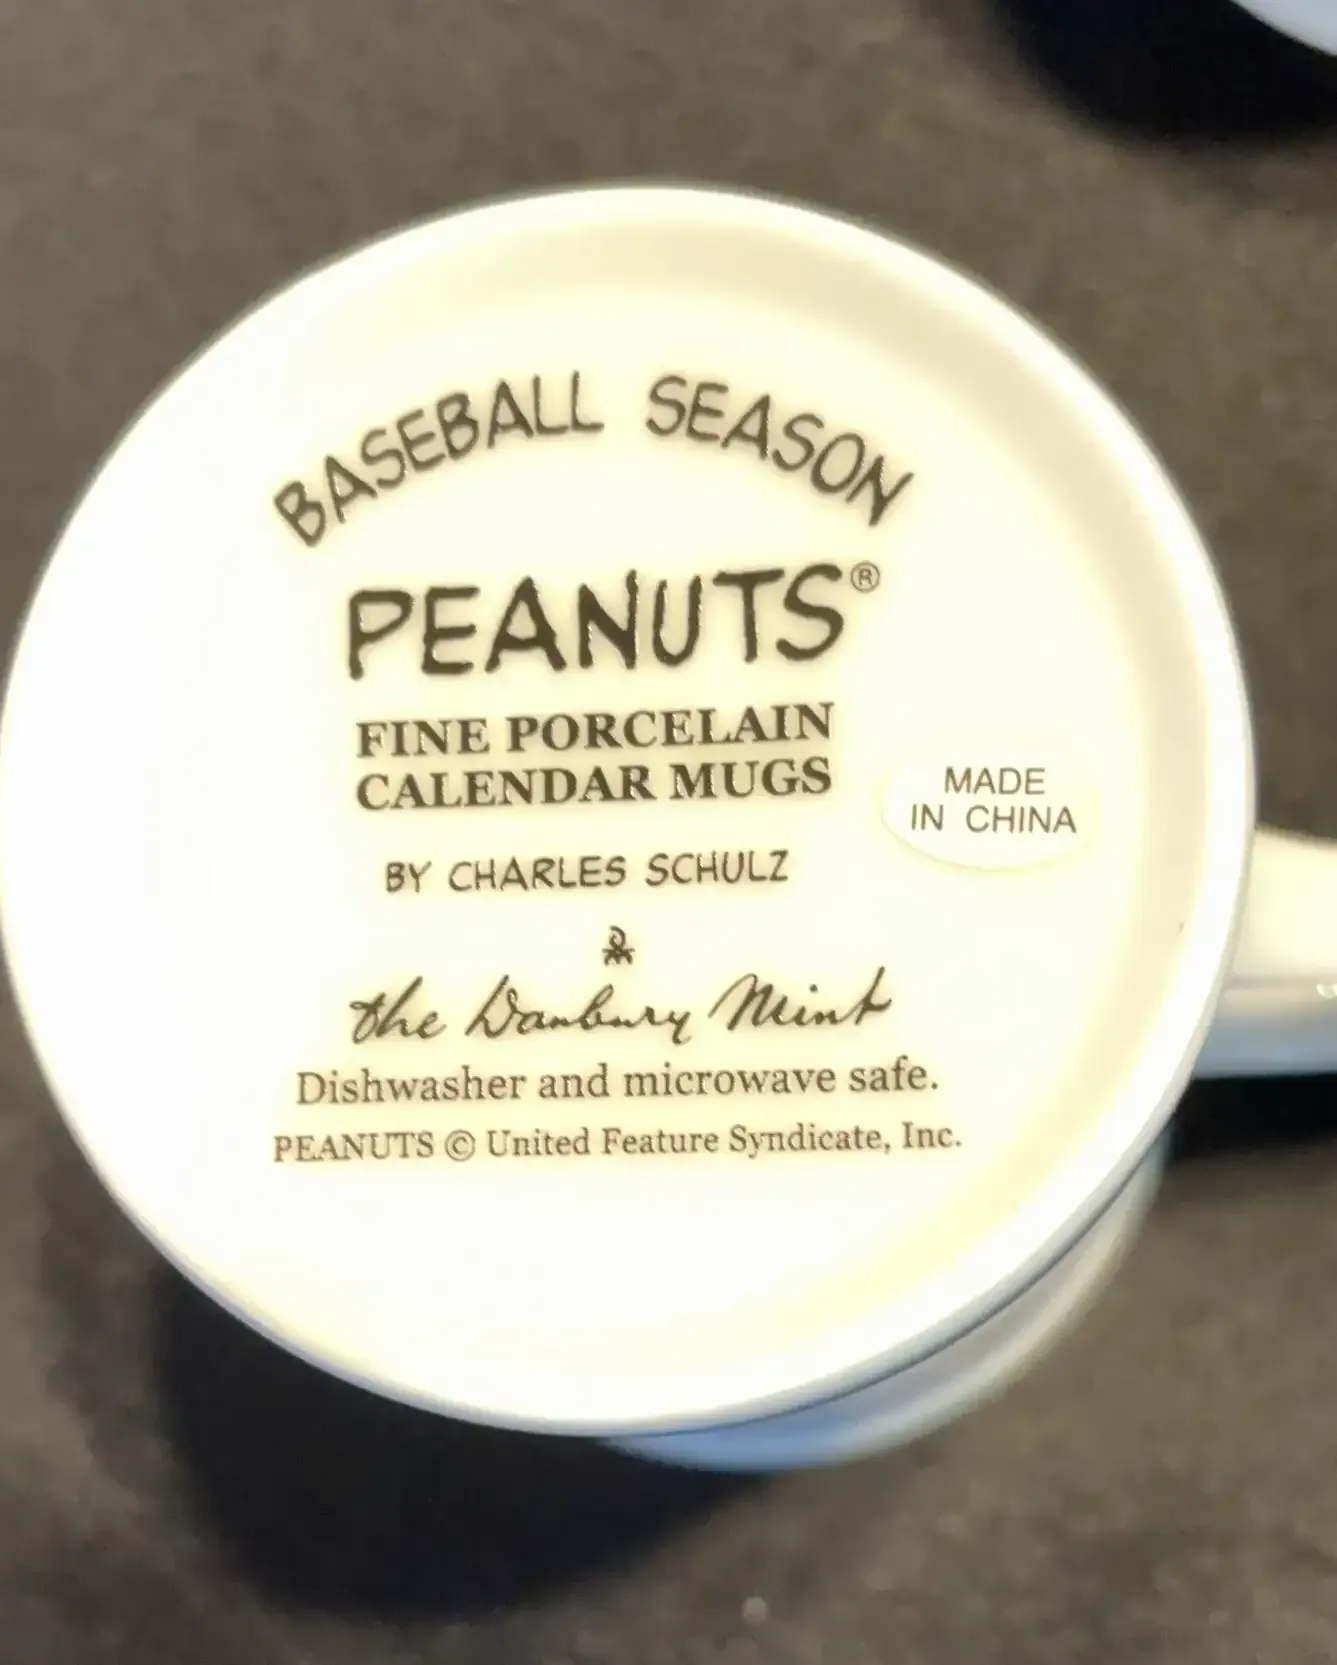 BASEBALL SEASON
PEANUTS®
FINE PORCELAIN
CALENDAR MUGS
MADE
IN CHINA
BY CHARLES SCHULZ
the Danbury Mint
Dishwasher and microwave safe.
PEANUTS © United Feature Syndicate, Inc.